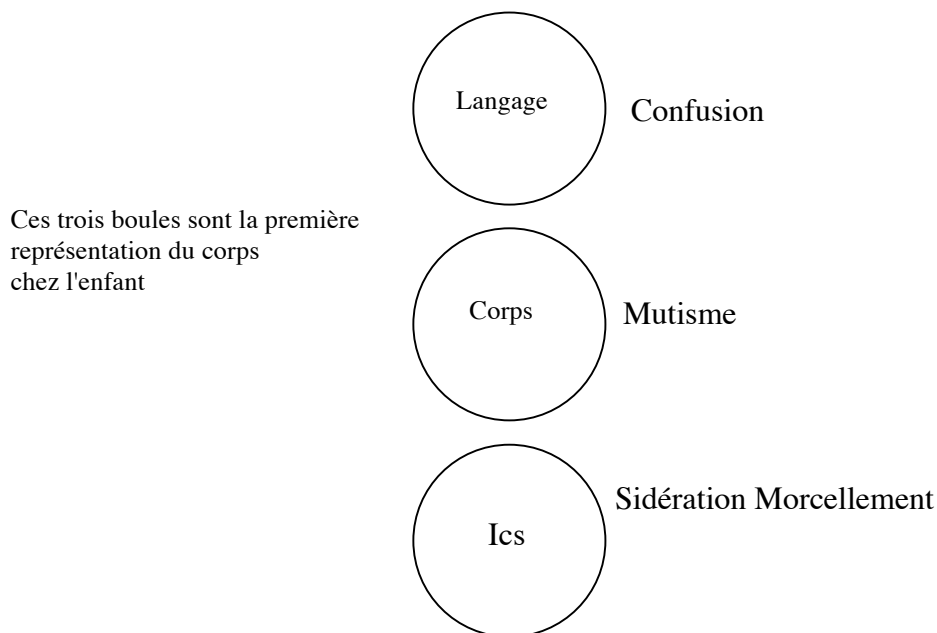 Langage
Confusion
Ces trois boules sont la première
représentation du corps
chez l'enfant
Corps
Mutisme
Sidération Morcellement
Ics